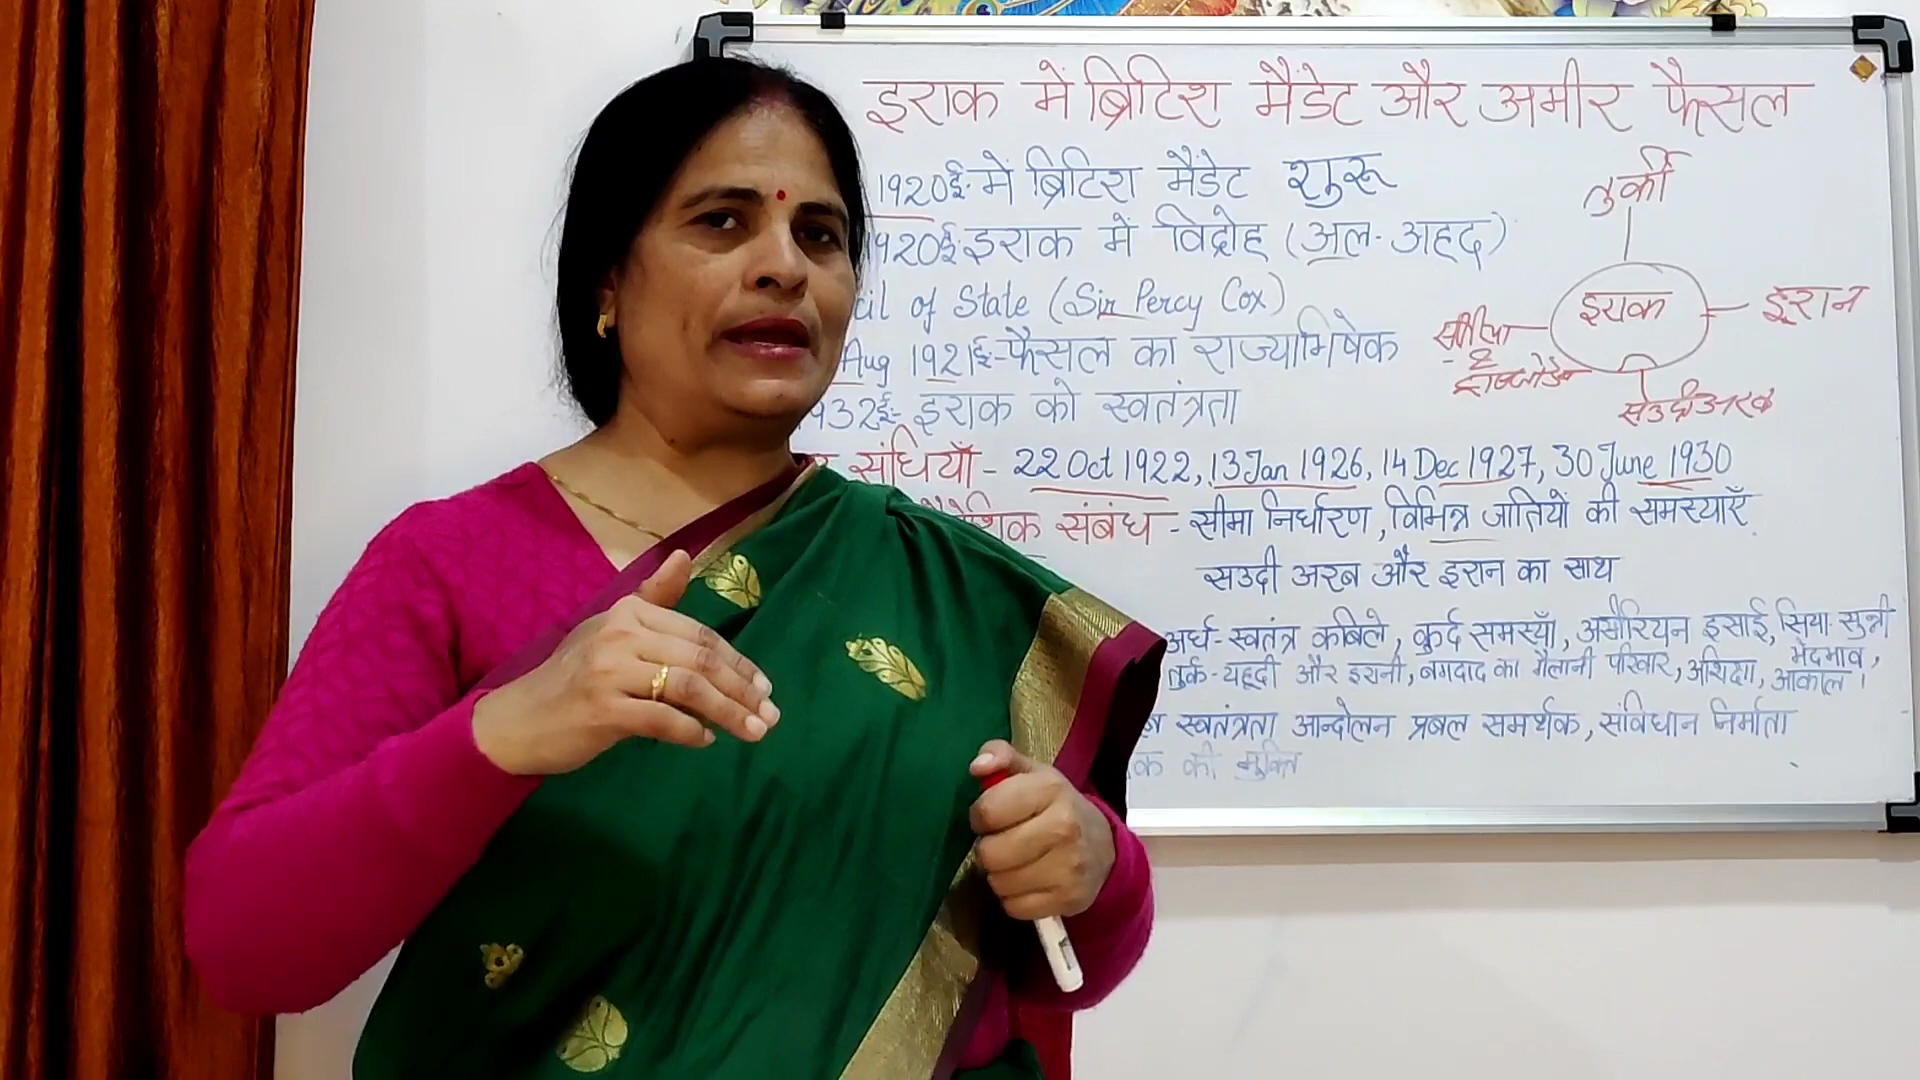 इराक में ब्रिटिश मैंडेट और अमीर फैसल
1920ई. में ब्रिटिश मैंडेट शुरू
1920ई. इराक में विद्रोह (अल-अहद)
cil of State (Sir Percy Cox)
Aug 1921ई.- फैसल का राज्याभिषेक
932ई.- इराक को स्वतंत्रता
संधियाँ - 22 Oct 1922, 13 Jan 1926, 14 Dec 1927, 30 June 1930
संबंध - सीमा निर्धारण, विभिन्न जातियों की समस्याएँ
सउदी अरब और इरान का साथ
अर्ध-स्वतंत्र कबिले, कुर्द समस्याँ, असीरियन इसाई, सिया-सुन्नी भेदभाव,
तुर्क-यहूदी और इरानी, बगदाद का गैलानी परिवार, अशिक्षा, आकाल।
स्वतंत्रता आन्दोलन प्रबल समर्थक, संविधान निर्माता
क की मुक्ति
तुर्की
इराक
इरान
सीरिया
सउदी अरब